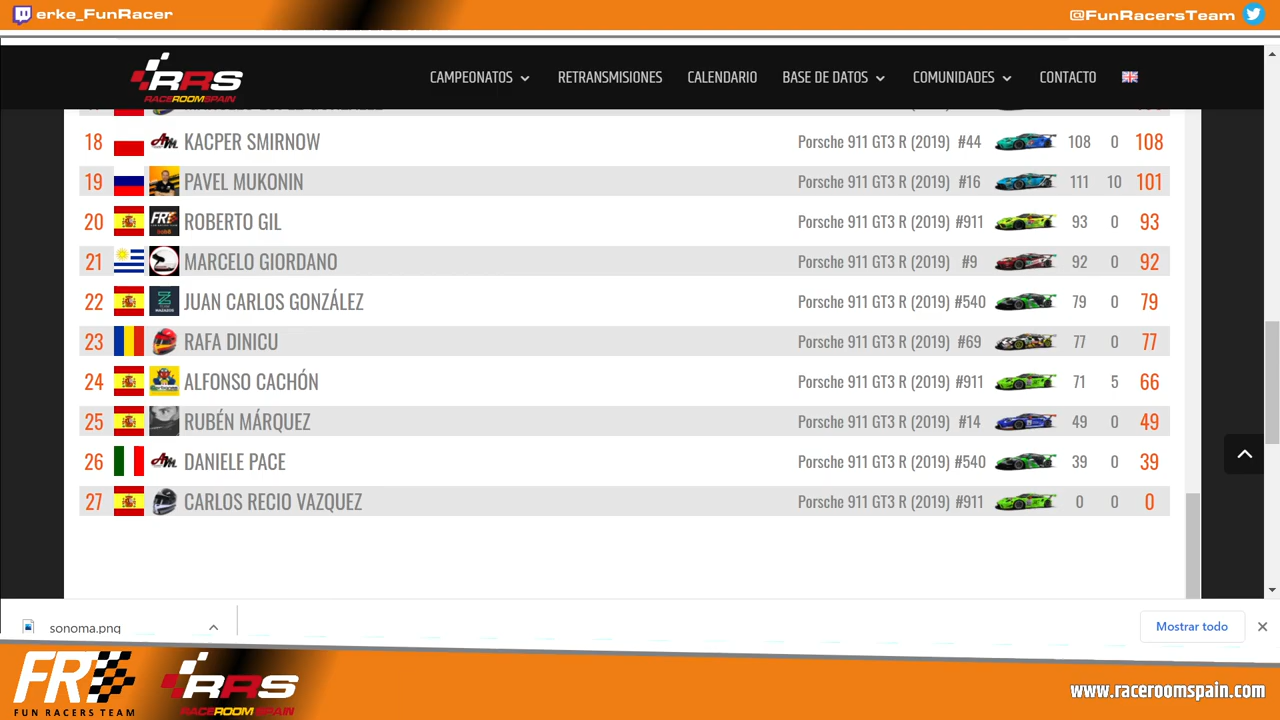 erke_FunRacer
@FunRacersTeam
RRS
RACEROOMSPAIN
CAMPEONATOS RETRANSMISIONES CALENDARIO BASE DE DATOS COMUNIDADES CONTACTO
18 KACPER SMIRNOW Porsche 911 GT3 R (2019) #44 108 0 108
19 PAVEL MUKONIN Porsche 911 GT3 R (2019) #16 111 10 101
20 FRT ROBERTO GIL Porsche 911 GT3 R (2019) #911 93 0 93
21 MARCELO GIORDANO Porsche 911 GT3 R (2019) #9 92 0 92
22 JUAN CARLOS GONZÁLEZ Porsche 911 GT3 R (2019) #540 79 0 79
23 RAFA DINICU Porsche 911 GT3 R (2019) #69 77 0 77
24 ALFONSO CACHÓN Porsche 911 GT3 R (2019) #911 71 5 66
25 RUBÉN MÁRQUEZ Porsche 911 GT3 R (2019) #14 49 0 49
26 DANIELE PACE Porsche 911 GT3 R (2019) #540 39 0 39
27 CARLOS RECIO VAZQUEZ Porsche 911 GT3 R (2019) #911 0 0 0
sonoma.png
Mostrar todo
FRT
FUN RACERS TEAM
RRS
RACEROOM SPAIN
www.raceroomspain.com